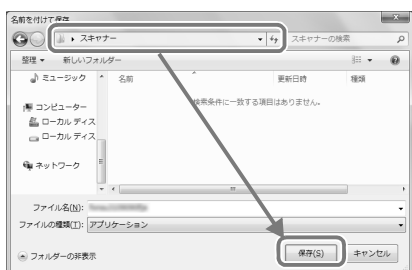 名前を付けて保存
スキャナー
スキャナーの検索
整理 新しいフォルダー
ミュージック
名前 更新日時 種類
検索条件に一致する項目はありません。
コンピューター
ローカル ディス
ローカル ディス
ネットワーク
ファイル名(N):
ファイルの種類(T): アプリケーション
フォルダーの非表示
保存(S) キャンセル